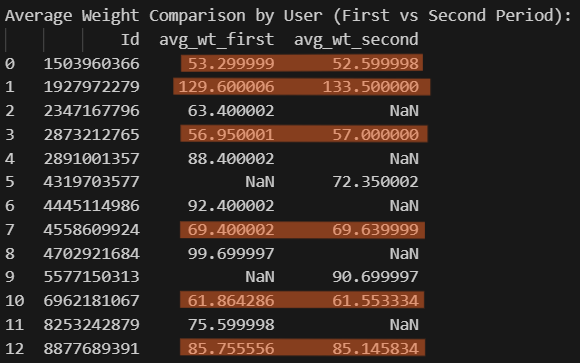 Average Weight Comparison by User (First vs Second Period):
Id avg_wt_first avg_wt_second
0 1503960366 53.299999 52.599998
1 1927972279 129.600006 133.500000
2 2347167796 63.400002 NaN
3 2873212765 56.950001 57.000000
4 2891001357 88.400002 NaN
5 4319703577 NaN 72.350002
6 4445114986 92.400002 NaN
7 4558609924 69.400002 69.639999
8 4702921684 99.699997 NaN
9 5577150313 NaN 90.699997
10 6962181067 61.864286 61.553334
11 8253242879 75.599998 NaN
12 8877689391 85.755556 85.145834